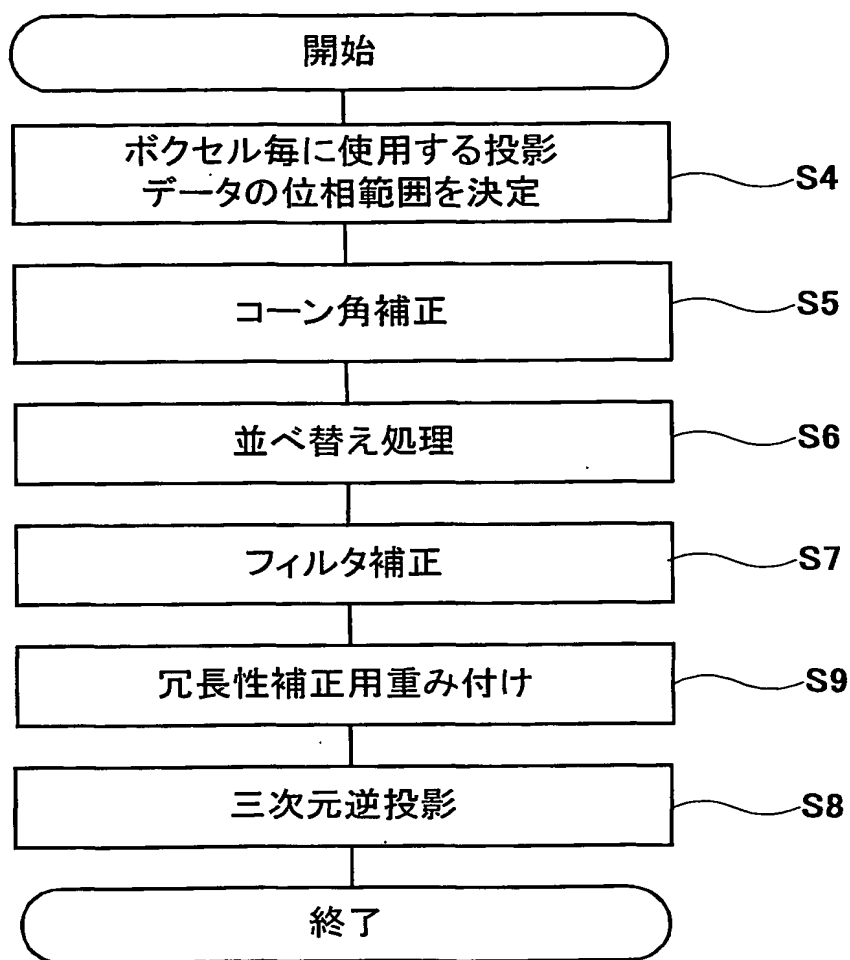 開始
ボクセル毎に使用する投影
データの位相範囲を決定
S4
コーン角補正
S5
並べ替え処理
S6
フィルタ補正
S7
冗長性補正用重み付け
S9
三次元逆投影
S8
終了